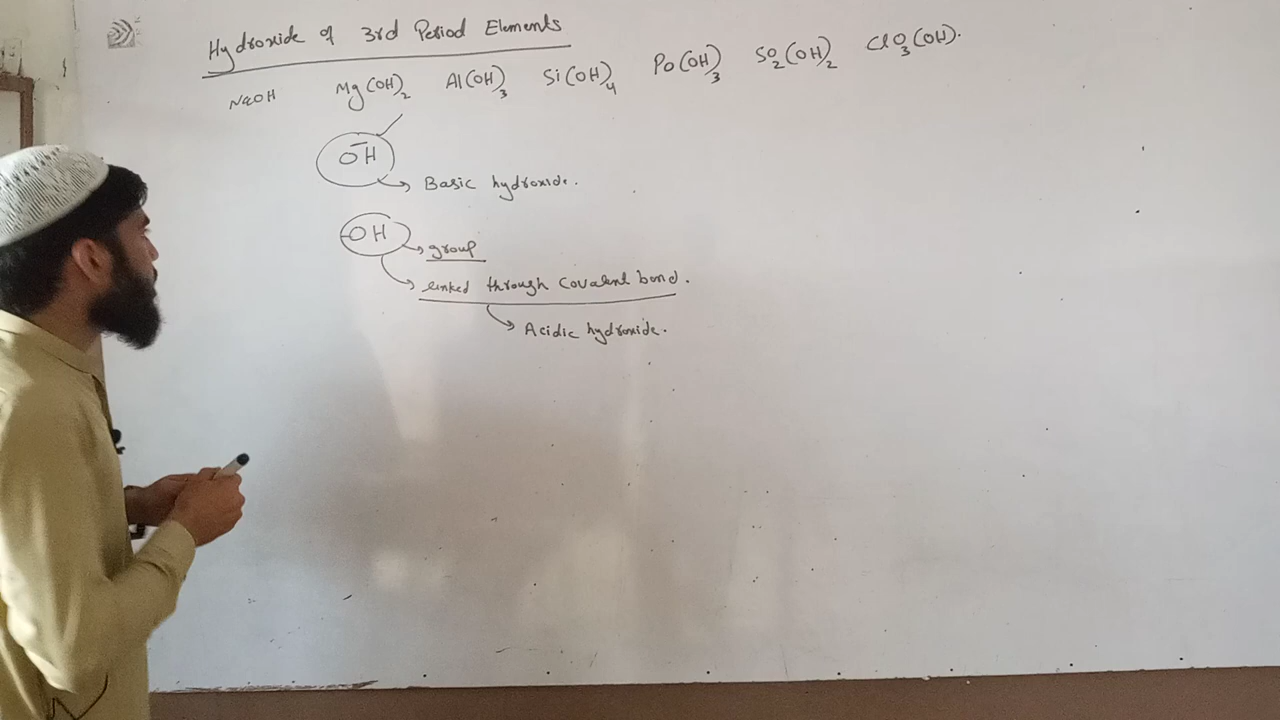 Hydroxide of 3rd Period Elements
NaOH Mg(OH)₂ Al(OH)₃ Si(OH)₄ Po(OH)₃ SO₂(OH)₂ ClO₃(OH).
OH⁻
Basic hydroxide.
-OH
group
linked through covalent bond.
Acidic hydroxide.